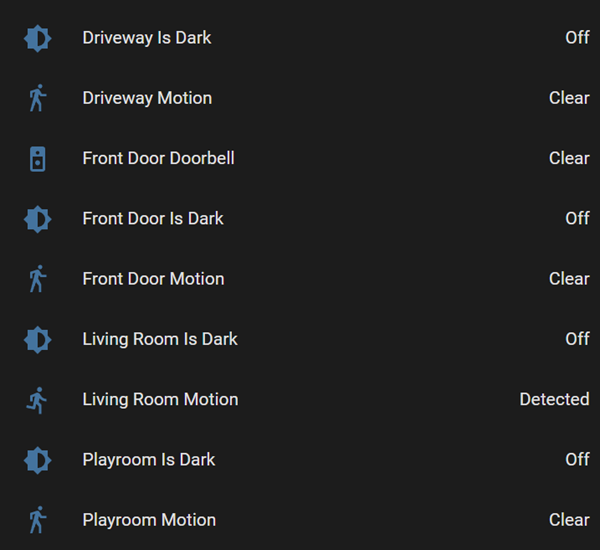 Driveway Is Dark Off
Driveway Motion Clear
Front Door Doorbell Clear
Front Door Is Dark Off
Front Door Motion Clear
Living Room Is Dark Off
Living Room Motion Detected
Playroom Is Dark Off
Playroom Motion Clear